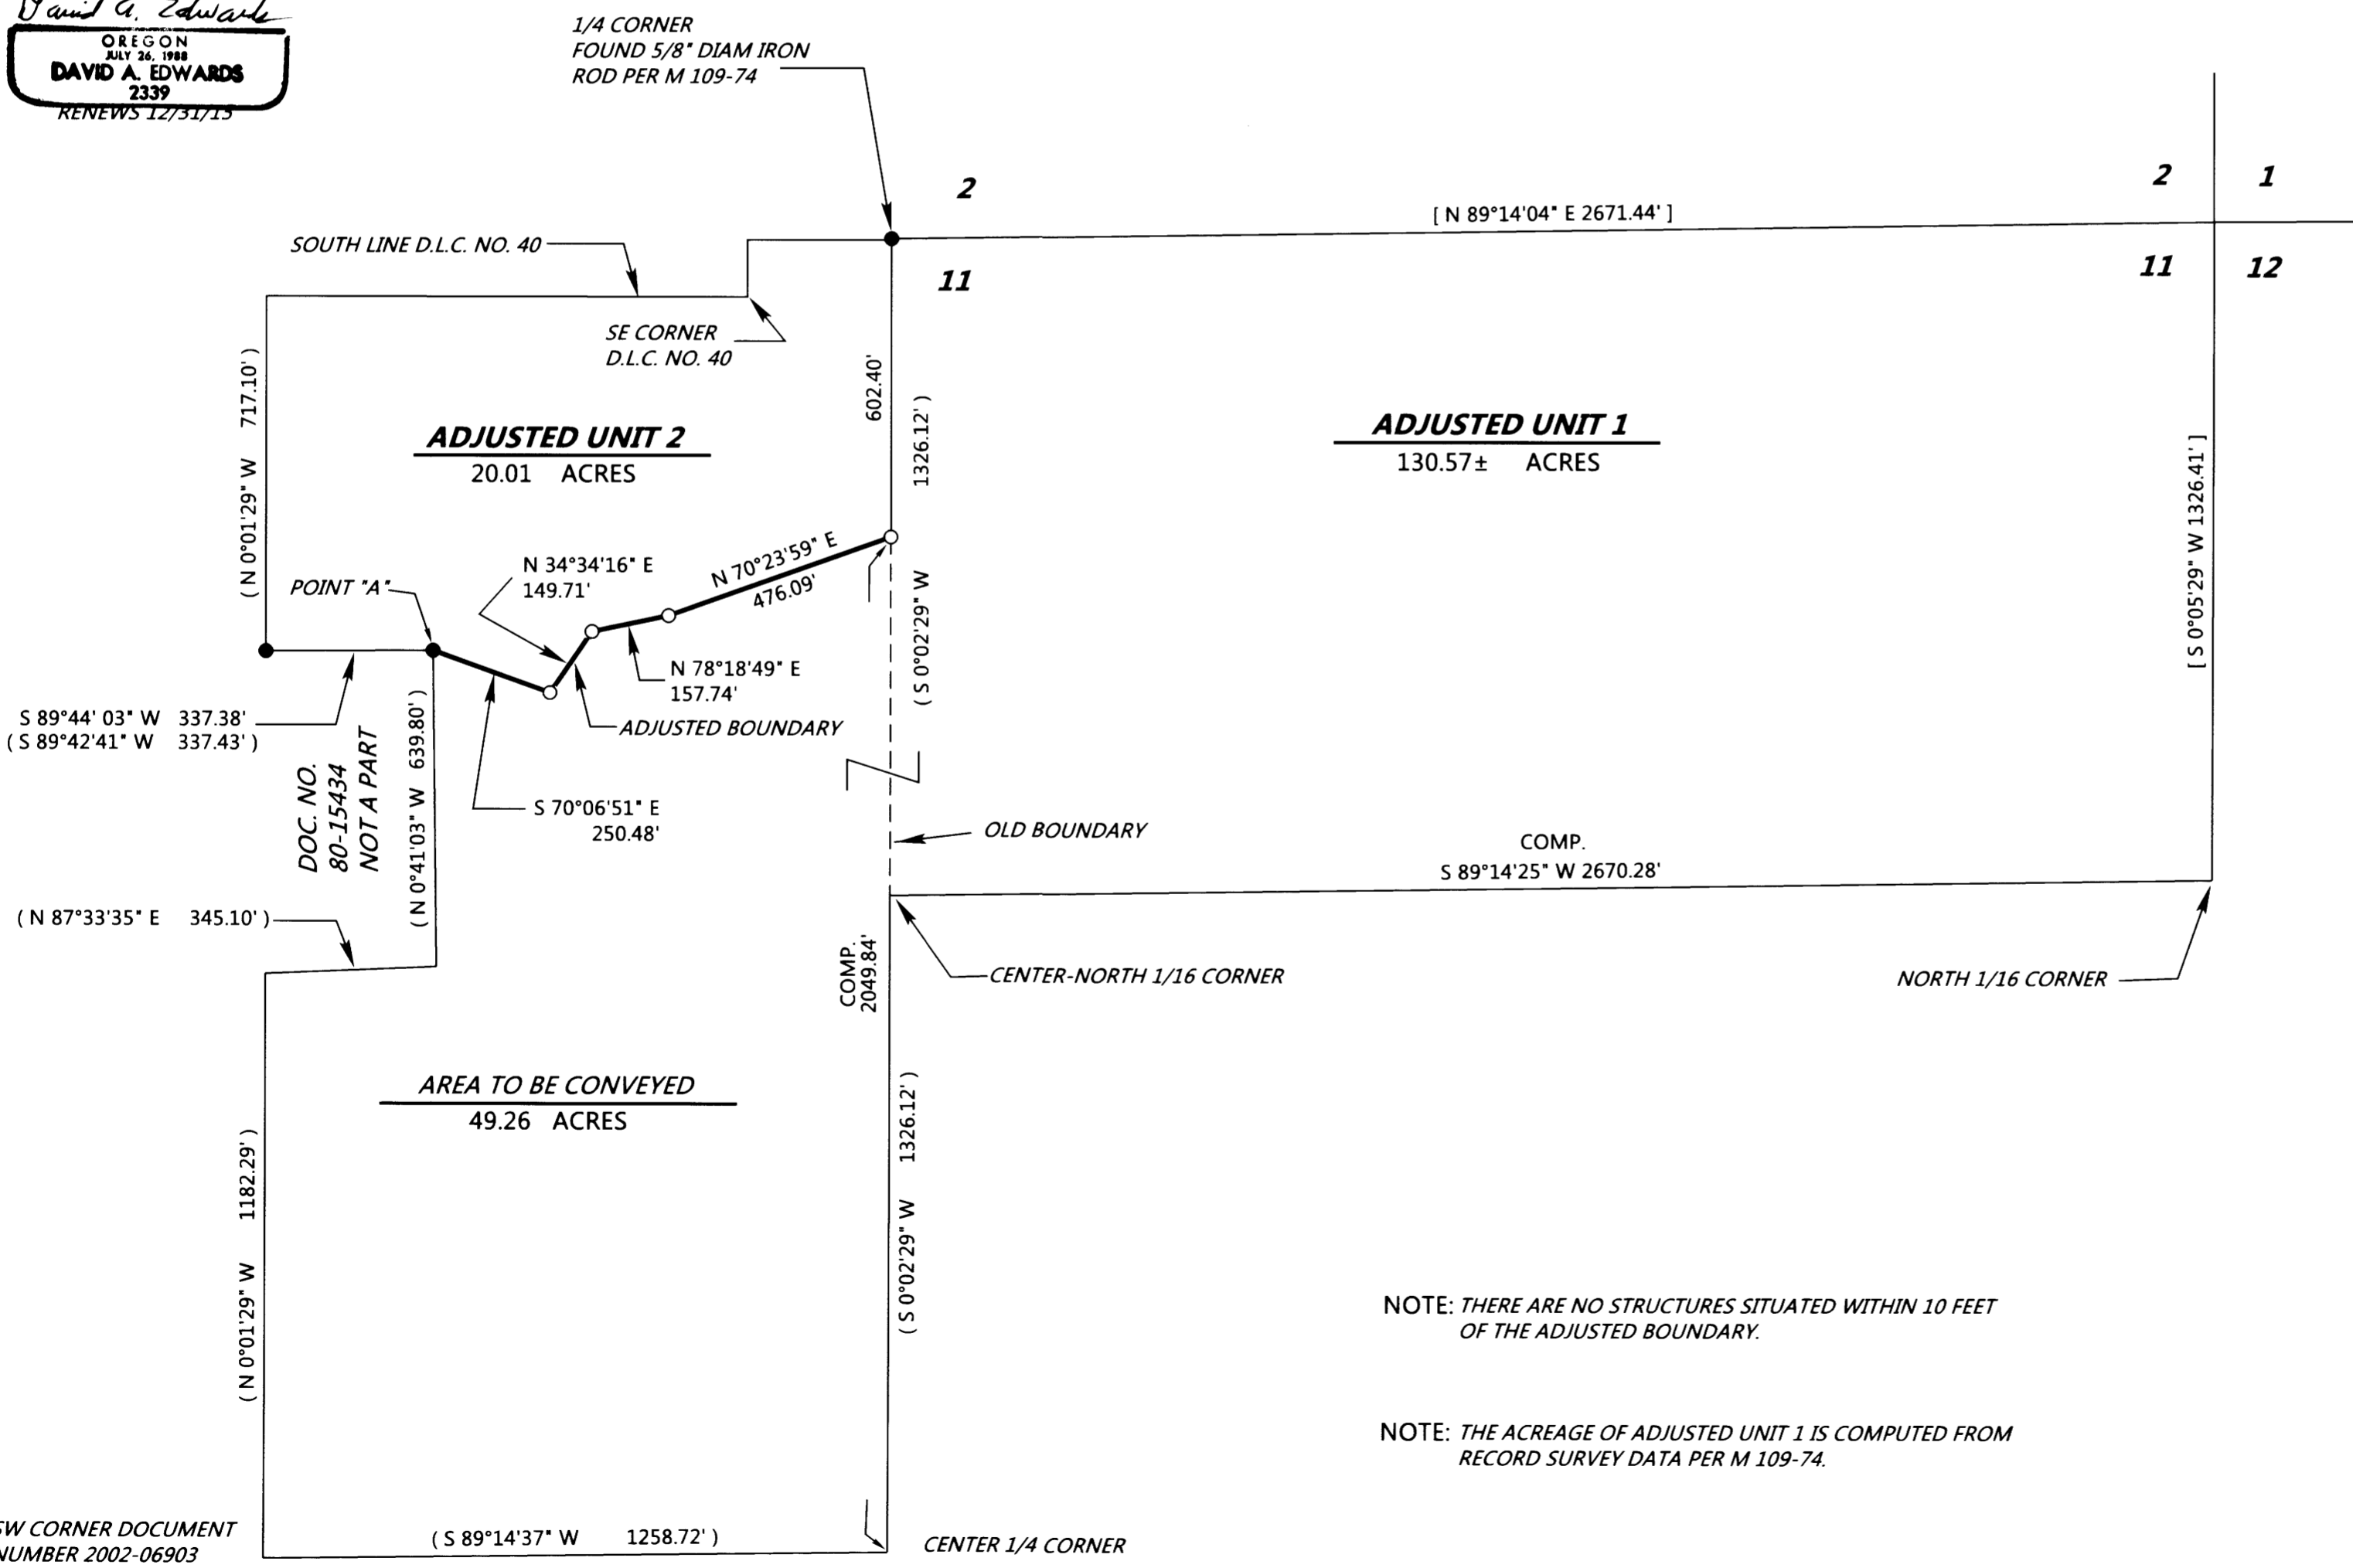 David A. Edwards
OREGON
JULY 26, 1988
DAVID A. EDWARDS
2339
RENEWS 12/31/15
1/4 CORNER
FOUND 5/8" DIAM IRON
ROD PER M 109-74
2
2
1
[ N 89°14'04" E 2671.44' ]
SOUTH LINE D.L.C. NO. 40
11
11
12
SE CORNER
D.L.C. NO. 40
( N 0°01'29" W 717.10' )
602.40'
( S 0°02'29" W 1326.12' )
ADJUSTED UNIT 2
20.01 ACRES
ADJUSTED UNIT 1
130.57± ACRES
[ S 0°05'29" W 1326.41' ]
N 70°23'59" E
476.09'
N 34°34'16" E
149.71'
POINT "A"
N 78°18'49" E
157.74'
ADJUSTED BOUNDARY
S 89°44' 03" W 337.38'
( S 89°42'41" W 337.43' )
DOC. NO.
80-15434
NOT A PART
( N 0°41'03" W 639.80' )
S 70°06'51" E
250.48'
OLD BOUNDARY
COMP.
S 89°14'25" W 2670.28'
( N 87°33'35" E 345.10' )
COMP.
2049.84'
CENTER-NORTH 1/16 CORNER
NORTH 1/16 CORNER
AREA TO BE CONVEYED
49.26 ACRES
( N 0°01'29" W 1182.29' )
( S 0°02'29" W 1326.12' )
NOTE: THERE ARE NO STRUCTURES SITUATED WITHIN 10 FEET
OF THE ADJUSTED BOUNDARY.
NOTE: THE ACREAGE OF ADJUSTED UNIT 1 IS COMPUTED FROM
RECORD SURVEY DATA PER M 109-74.
SW CORNER DOCUMENT
NUMBER 2002-06903
( S 89°14'37" W 1258.72' )
CENTER 1/4 CORNER